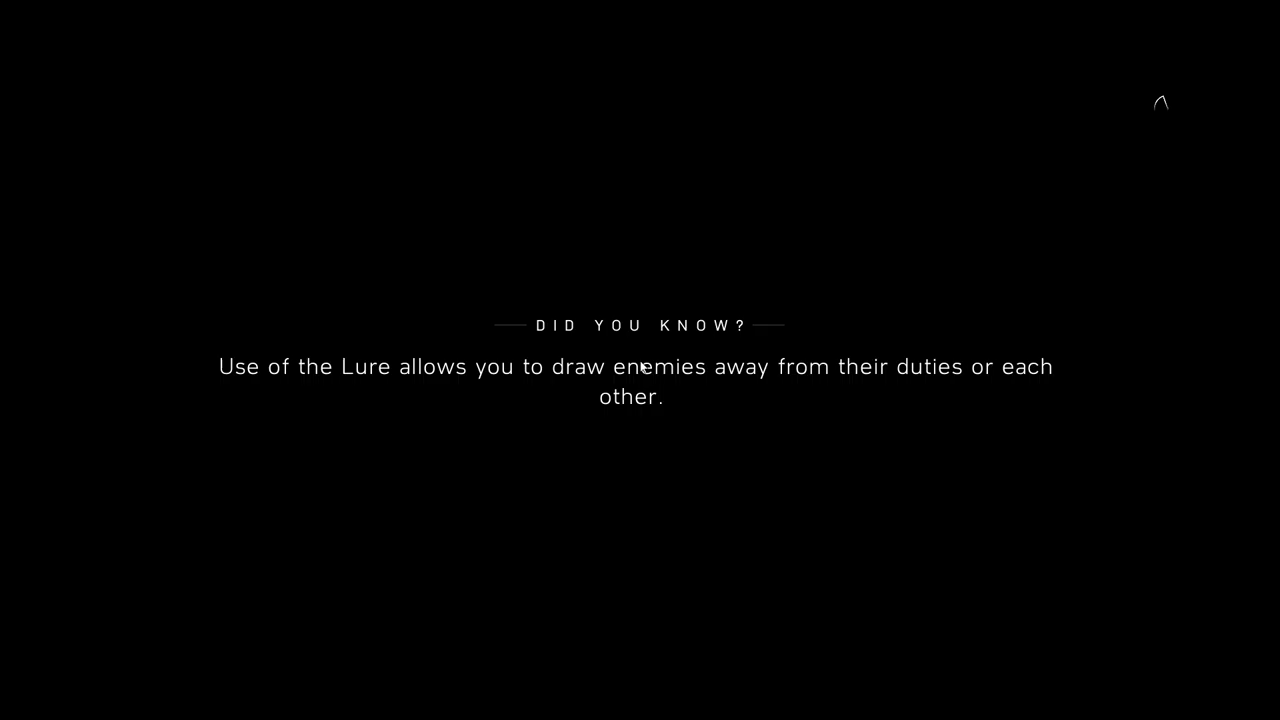 DID YOU KNOW?
Use of the Lure allows you to draw enemies away from their duties or each
other.